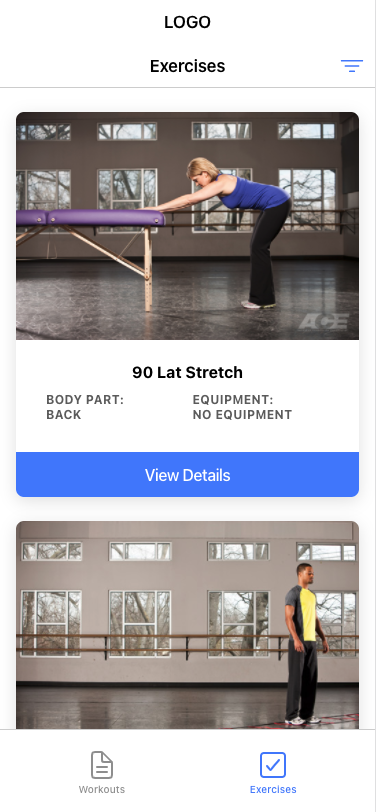 LOGO
Exercises
ACE
90 Lat Stretch
BODY PART:
BACK
EQUIPMENT:
NO EQUIPMENT
View Details
Workouts
Exercises